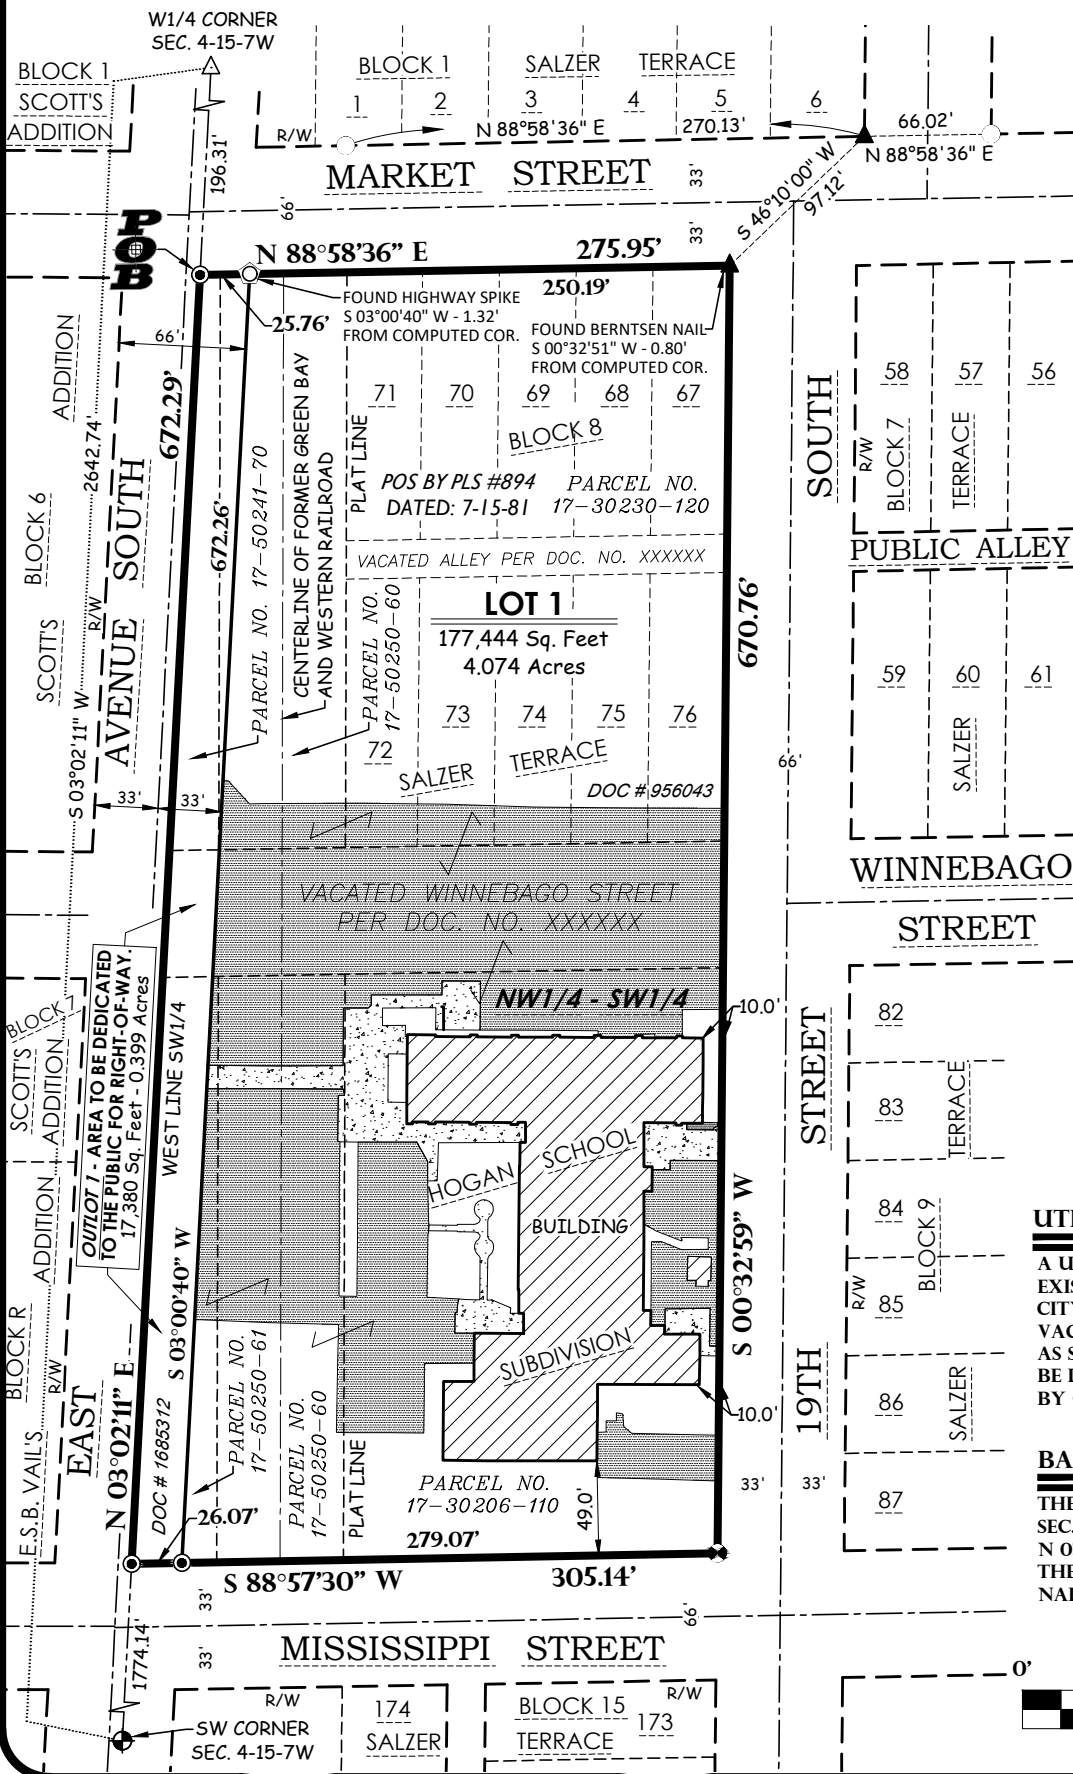 W1/4 CORNER
SEC. 4-15-7W
BLOCK 1
SCOTT'S
ADDITION
BLOCK 1 SALZER TERRACE
1 2 3 4 5 6
R/W
N 88°58'36" E 270.13'
66.02'
N 88°58'36" E
196.31'
MARKET STREET
33'
66'
33'
S 46°10'00" W
97.12'
POB
N 88°58'36" E 275.95'
250.19'
25.76'
FOUND HIGHWAY SPIKE
S 03°00'40" W - 1.32'
FROM COMPUTED COR.
FOUND BERNTSEN NAIL
S 00°32'51" W - 0.80'
FROM COMPUTED COR.
66'
ADDITION
BLOCK 6
SCOTT'S
R/W
2642.74'
S 03°02'11" W
AVENUE SOUTH
672.29'
672.26'
PARCEL NO. 17-50241-70
CENTERLINE OF FORMER GREEN BAY
AND WESTERN RAILROAD
PLAT LINE
71 70 69 68 67
BLOCK 8
POS BY PLS #894
DATED: 7-15-81
PARCEL NO.
17-30230-120
VACATED ALLEY PER DOC. NO. XXXXXX
PARCEL NO.
17-50250-60
LOT 1
177,444 Sq. Feet
4.074 Acres
72 73 74 75 76
SALZER TERRACE
DOC # 956043
670.76'
SOUTH
R/W
58 57 56
BLOCK 7
TERRACE
PUBLIC ALLEY
59 60 61
SALZER
66'
33' 33'
VACATED WINNEBAGO STREET
PER DOC. NO. XXXXXX
WINNEBAGO
STREET
NW1/4 - SW1/4
10.0'
BLOCK 7
SCOTT'S
ADDITION
OUTLOT 1 - AREA TO BE DEDICATED
TO THE PUBLIC FOR RIGHT-OF-WAY.
17,380 Sq. Feet - 0.399 Acres
WEST LINE SW1/4
HOGAN SCHOOL
BUILDING
SUBDIVISION
STREET
82
83
84
85
86
87
TERRACE
BLOCK 9
R/W
SALZER
S 00°32'59" W
19TH
ADDITION
BLOCK R
R/W
E.S.B. VAIL'S
EAST
N 03°02'11" E
S 03°00'40" W
DOC # 1685312
PARCEL NO.
17-50250-61
PARCEL NO.
17-50250-60
PLAT LINE
PARCEL NO.
17-30206-110
10.0'
49.0'
33' 33'
26.07'
279.07'
S 88°57'30" W 305.14'
UTI
A U
EXIS
CITY
VAC
AS S
BE I
BY
BA
THE
SEC.
N 0
THE
NAI
33'
66'
33'
MISSISSIPPI STREET
1774.14'
SW CORNER
SEC. 4-15-7W
R/W
174
SALZER
BLOCK 15
TERRACE
R/W
173
0'